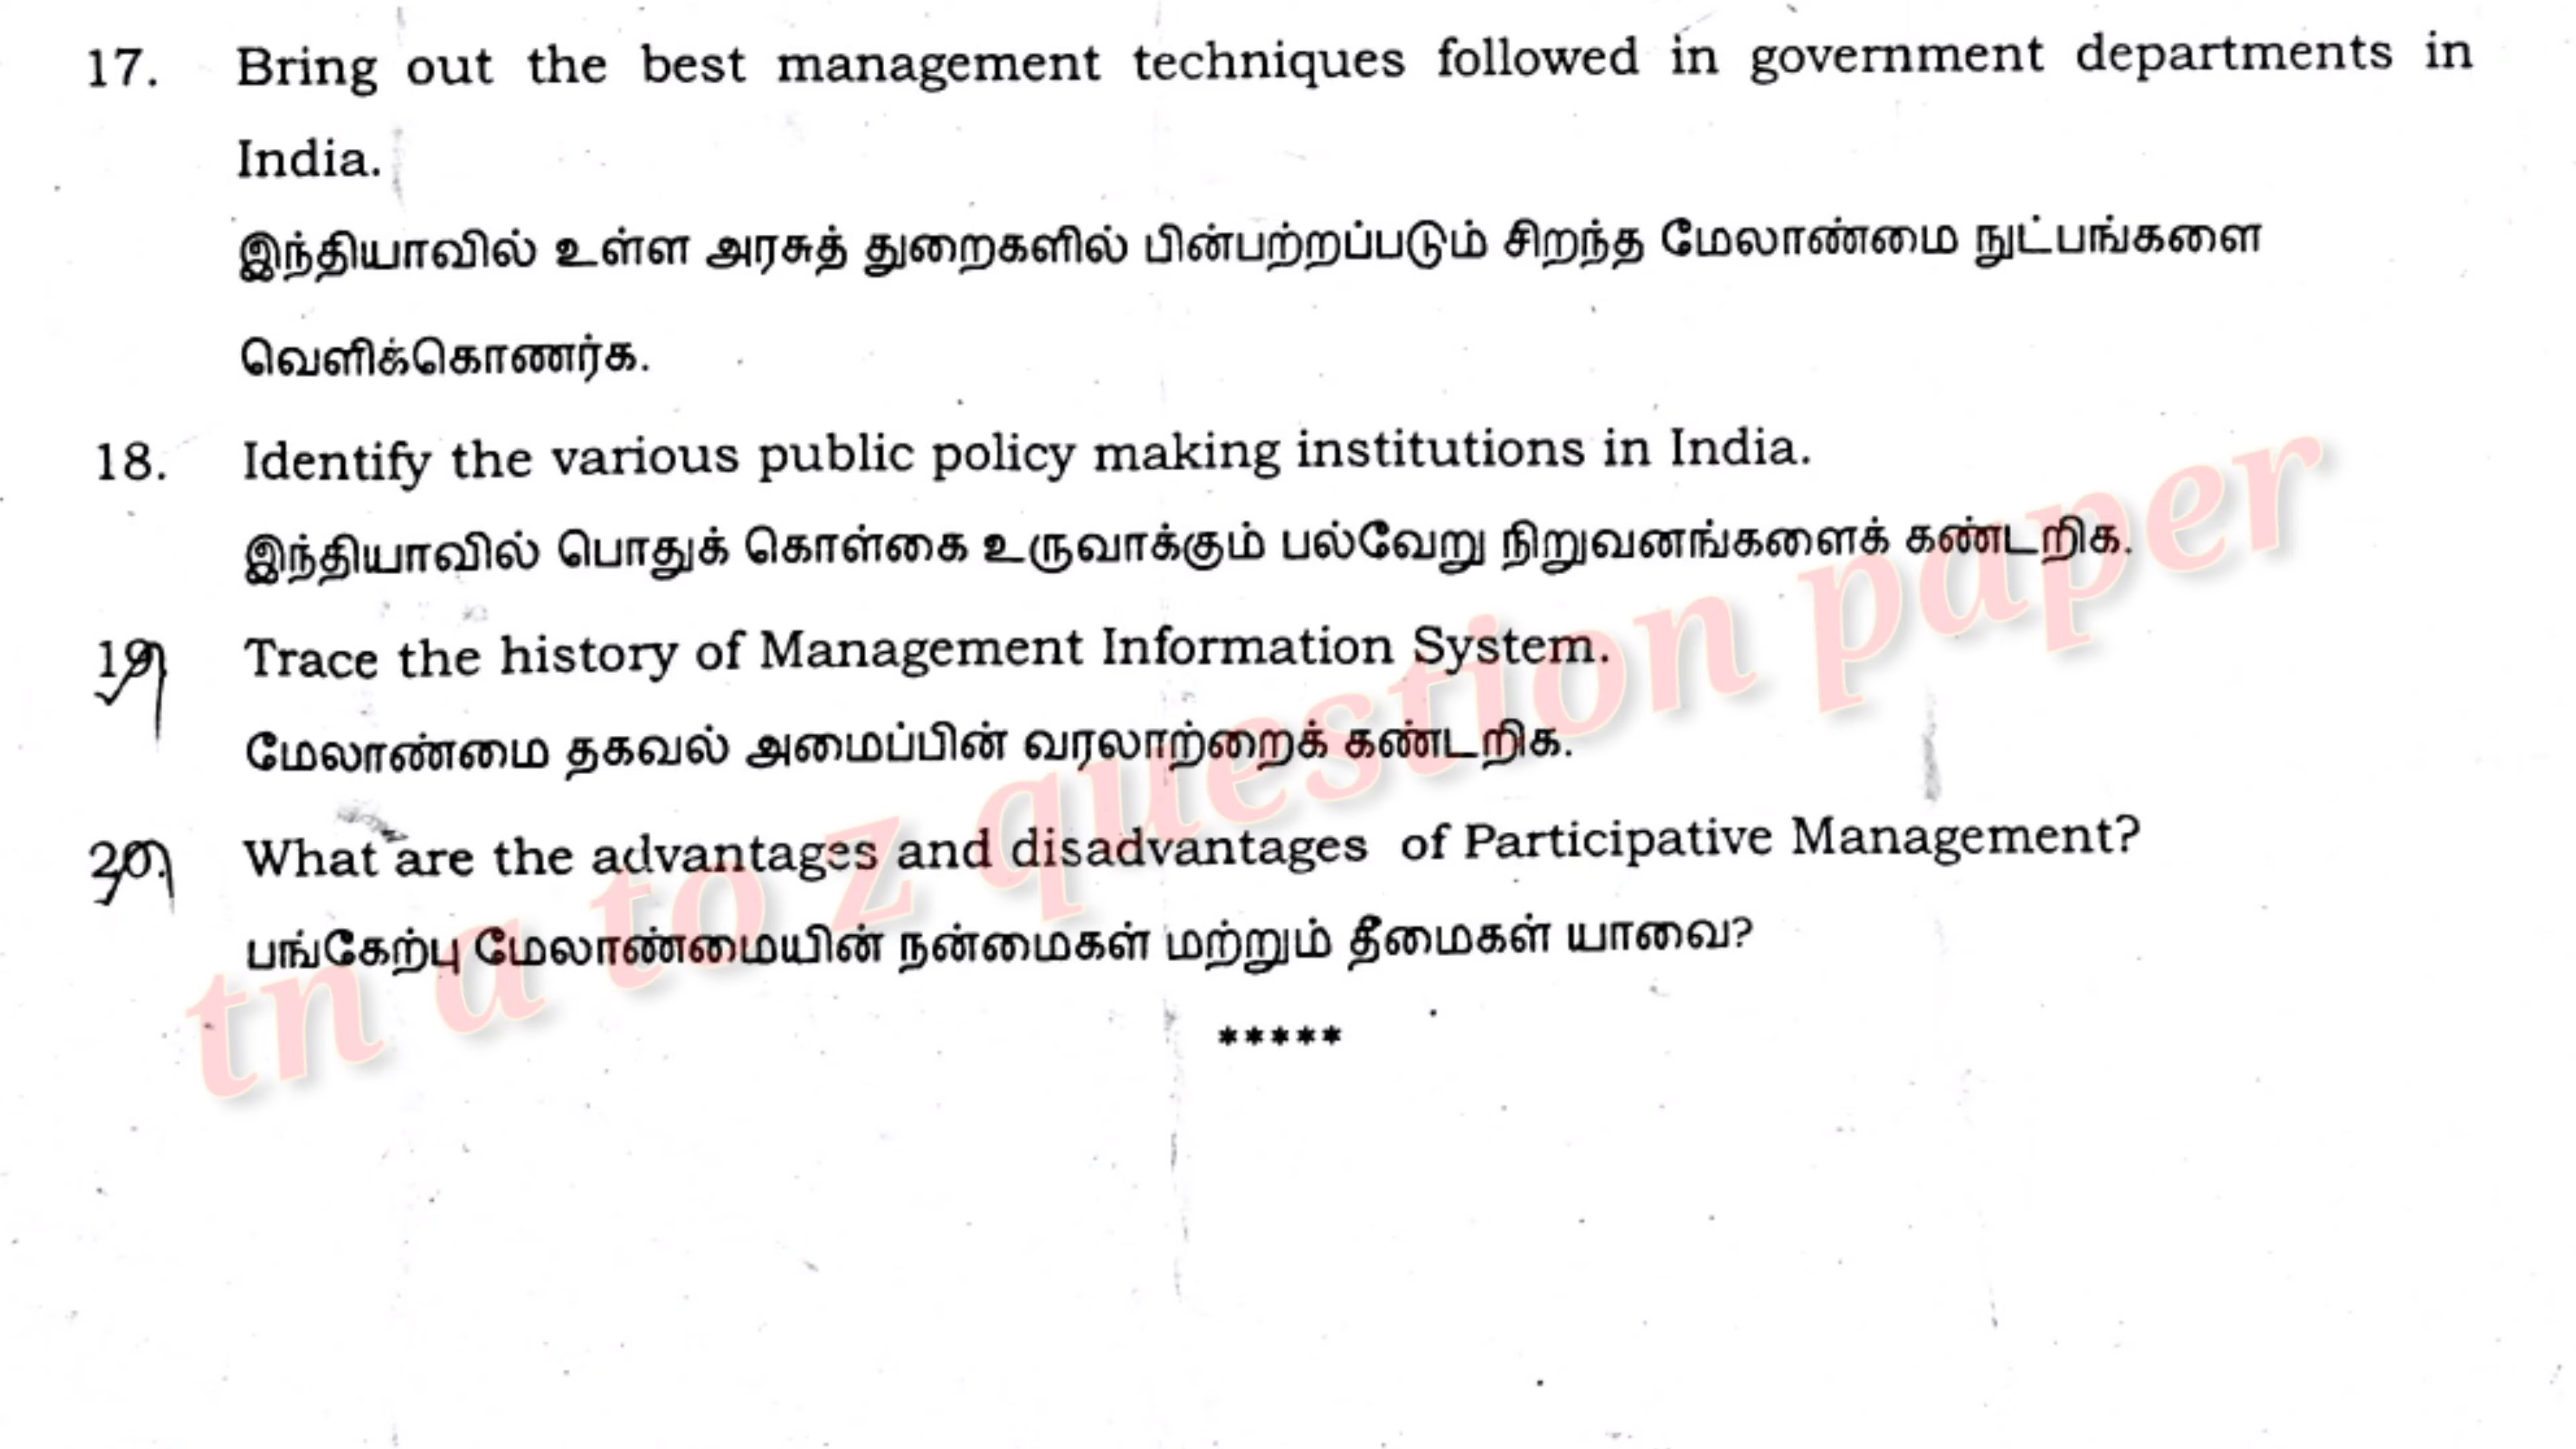 17. Bring out the best management techniques followed in government departments in
India.
இந்தியாவில் உள்ள அரசுத் துறைகளில் பின்பற்றப்படும் சிறந்த மேலாண்மை நுட்பங்களை
வெளிக்கொணர்க.
18. Identify the various public policy making institutions in India.
இந்தியாவில் பொதுக் கொள்கை உருவாக்கும் பல்வேறு நிறுவனங்களைக் கண்டறிக.
19. Trace the history of Management Information System.
மேலாண்மை தகவல் அமைப்பின் வரலாற்றைக் கண்டறிக.
20. What are the advantages and disadvantages of Participative Management?
பங்கேற்பு மேலாண்மையின் நன்மைகள் மற்றும் தீமைகள் யாவை?
*****
tn a to z question paper